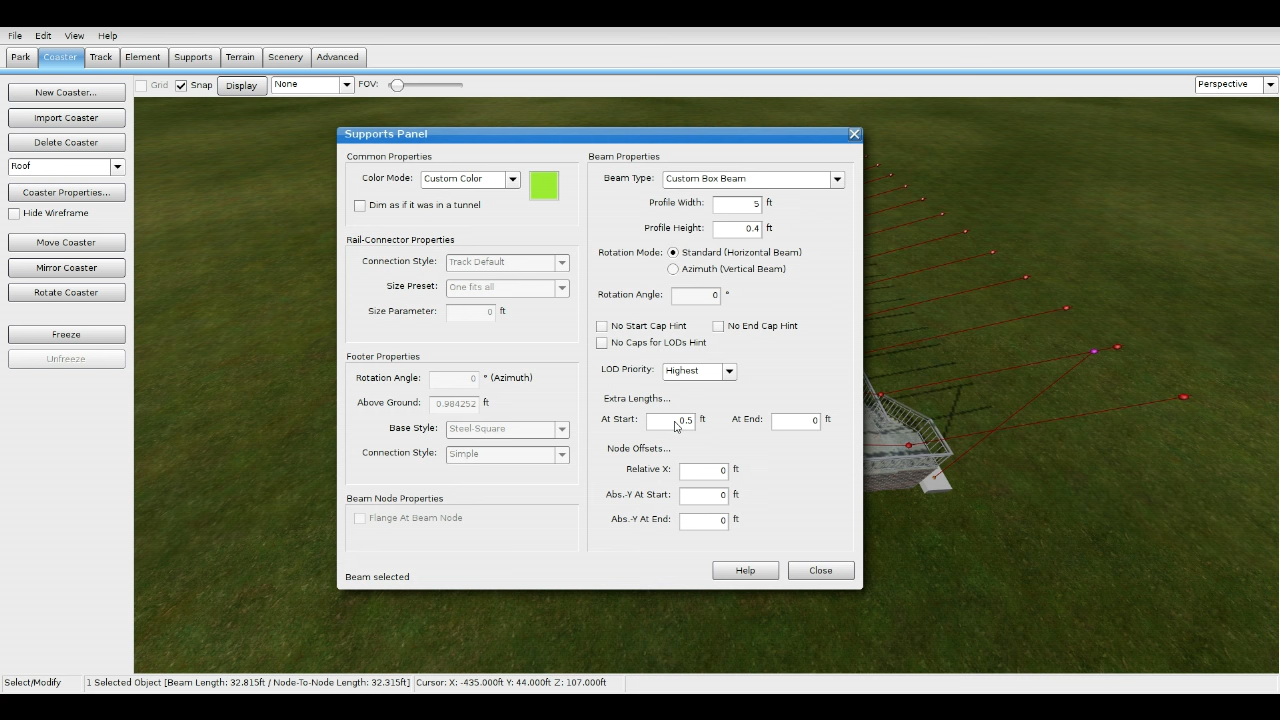 File Edit View Help
Park Coaster Track Element Supports Terrain Scenery Advanced
Grid Snap Display None FOV: Perspective
New Coaster...
Import Coaster
Delete Coaster
Roof
Coaster Properties...
Hide Wireframe
Move Coaster
Mirror Coaster
Rotate Coaster
Freeze
Unfreeze
Supports Panel
Common Properties
Color Mode: Custom Color
Dim as if it was in a tunnel
Rail-Connector Properties
Connection Style: Track Default
Size Preset: One fits all
Size Parameter: 0 ft
Footer Properties
Rotation Angle: 0 ° (Azimuth)
Above Ground: 0.984252 ft
Base Style: Steel-Square
Connection Style: Simple
Beam Node Properties
Flange At Beam Node
Beam selected
Beam Properties
Beam Type: Custom Box Beam
Profile Width: 5 ft
Profile Height: 0.4 ft
Rotation Mode: Standard (Horizontal Beam)
Azimuth (Vertical Beam)
Rotation Angle: 0 °
No Start Cap Hint No End Cap Hint
No Caps for LODs Hint
LOD Priority: Highest
Extra Lengths...
At Start: 0.5 ft At End: 0 ft
Node Offsets...
Relative X: 0 ft
Abs.-Y At Start: 0 ft
Abs.-Y At End: 0 ft
Help Close
Select/Modify 1 Selected Object [Beam Length: 32.815ft / Node-To-Node Length: 32.315ft] Cursor: X: -435.000ft Y: 44.000ft Z: 107.000ft